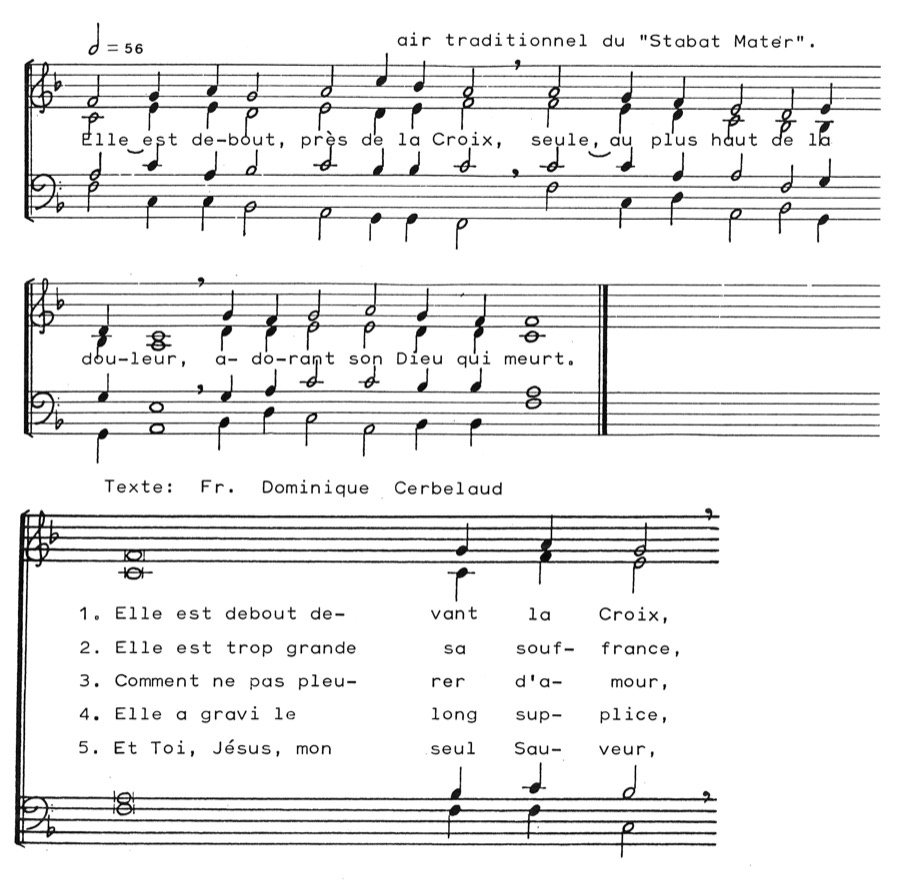 = 56
air traditionnel du "Stabat Mater".
Elle est de-bout, près de la Croix, seule, au plus haut de la
dou-leur, a- do-rant son Dieu qui meurt.
Texte: Fr. Dominique Cerbelaud
1. Elle est debout de- vant la Croix,
2. Elle est trop grande sa souf- france,
3. Comment ne pas pleu- rer d'a- mour,
4. Elle a gravi le long sup- plice,
5. Et Toi, Jésus, mon seul Sau- veur,